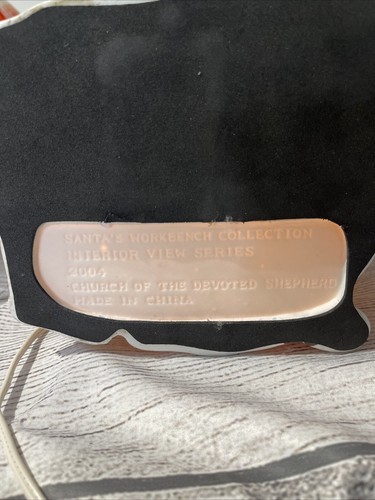 SANTA'S WORKBENCH COLLECTION
INTERIOR VIEW SERIES
2004
CHURCH OF THE DEVOTED SHEPHERD
MADE IN CHINA